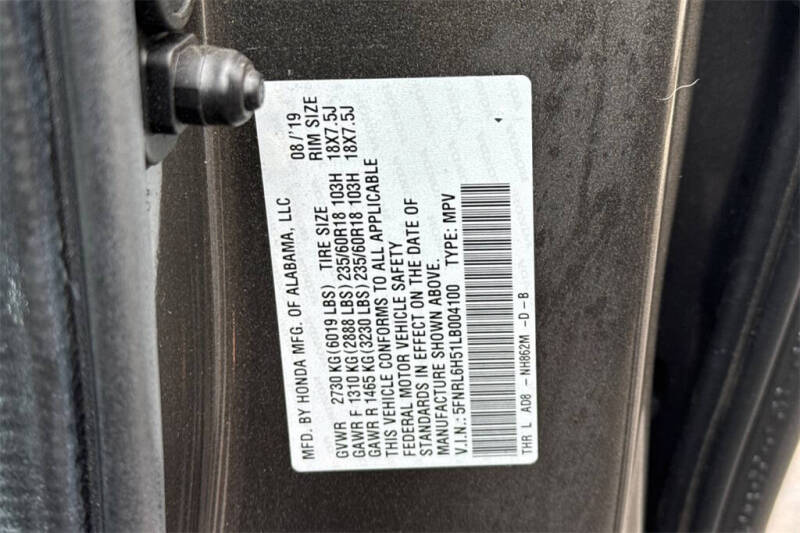 MFD. BY HONDA MFG. OF ALABAMA, LLC 08/'19
GVWR 2730 KG(6019 LBS) TIRE SIZE RIM SIZE
GAWR F 1310 KG(2888 LBS) 235/60R18 103H 18X7.5J
GAWR R 1465 KG(3230 LBS) 235/60R18 103H 18X7.5J
THIS VEHICLE CONFORMS TO ALL APPLICABLE
FEDERAL MOTOR VEHICLE SAFETY
STANDARDS IN EFFECT ON THE DATE OF
MANUFACTURE SHOWN ABOVE.
V.I.N.: 5FNRL6H51LB004100 TYPE: MPV
THR L AD8 -NH862M -D-B